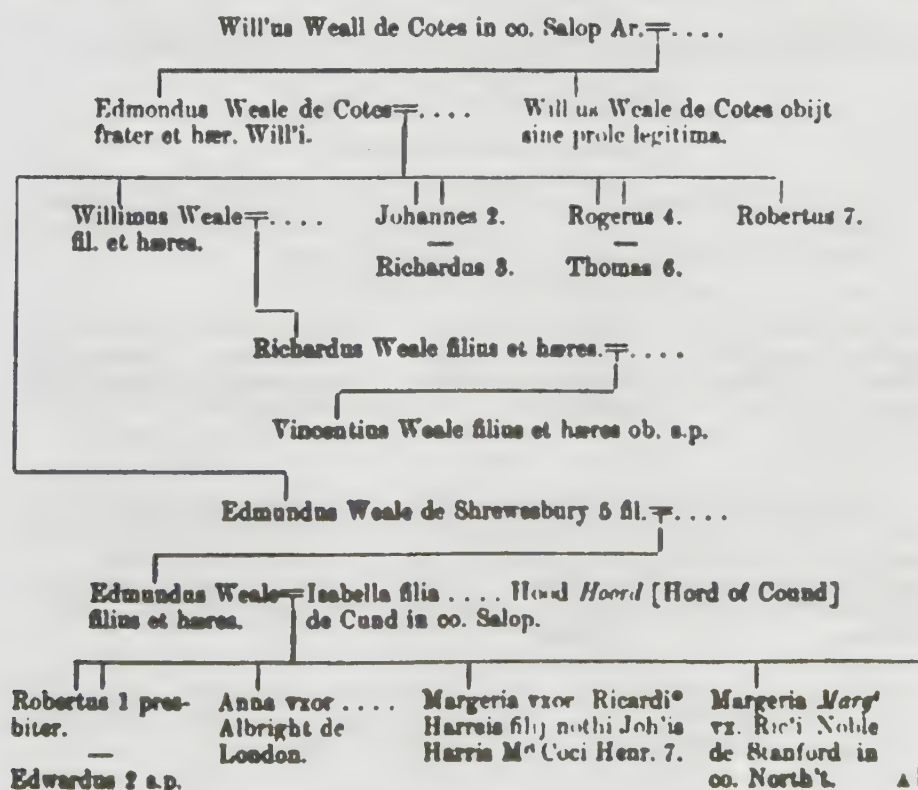 Will'us Weall de Cotes in co. Salop Ar.=....
Edmondus Weale de Cotes=....
frater et hær. Will'i.
Will us Weale de Cotes obijt
sine prole legitima.
Willimus Weale=....
fil. et hæres.
Johannes 2.
—
Richardus 3.
Rogerus 4.
—
Thomas 6.
Robertus 7.
Richardus Weale filius et hæres.=....
Vincentius Weale filius et hæres ob. s.p.
Edmundus Weale de Shrewesbury 5 fil.=....
Edmundus Weale=Isabella filia .... Hood Hoord [Hord of Cound]
filius et hæres.
de Cund in co. Salop.
Robertus 1 pres-
biter.
—
Edwardus 2 s.p.
Anna vxor ....
Albright de
London.
Margeria vxor Ricardi*
Harreis filij nothi Joh'is
Harris Mri Coci Henr. 7.
Margeria Margt
vx. Ric'i Noble
de Stanford in
co. North't.
▲